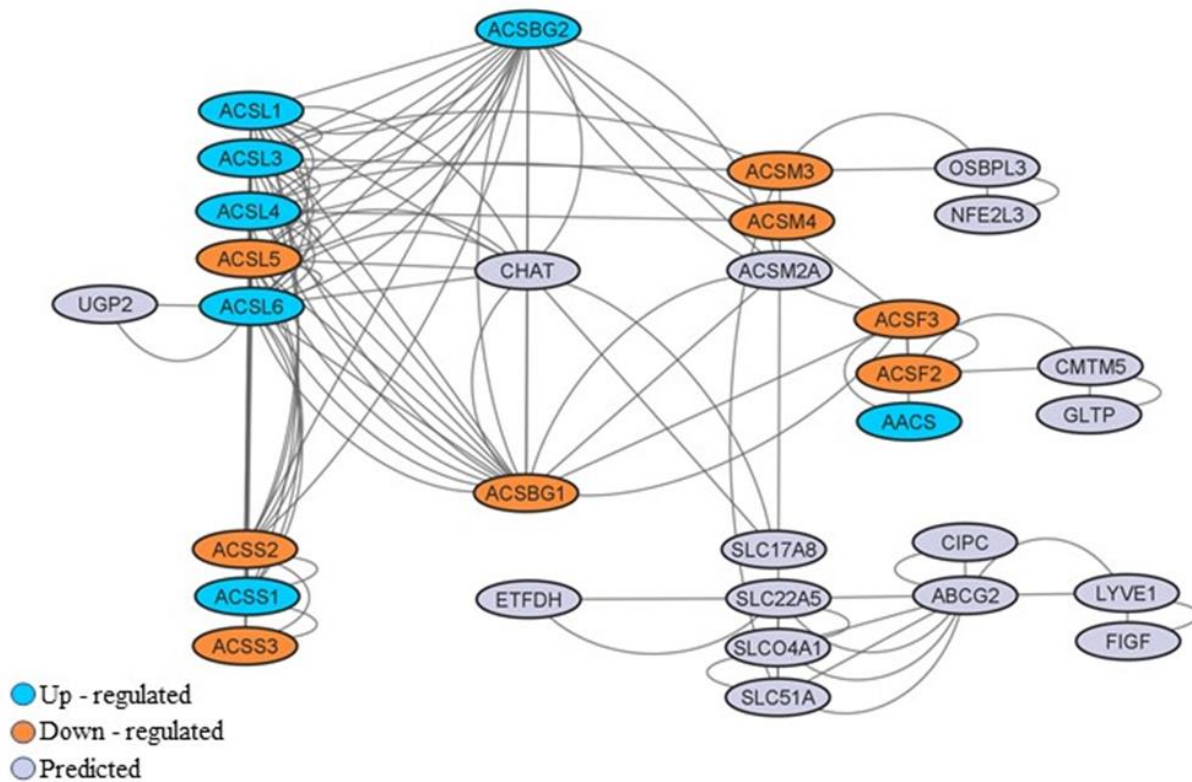 ACSBG2
ACSL1
ACSL3
ACSL4
ACSL5
ACSL6
UGP2
CHAT
ACSM3
ACSM4
ACSM2A
OSBPL3
NFE2L3
ACSF3
ACSF2
AACS
CMTM5
GLTP
ACSBG1
ACSS2
ACSS1
ACSS3
ETFDH
SLC17A8
SLC22A5
SLCO4A1
SLC51A
CIPC
ABCG2
LYVE1
FIGF
Up - regulated
Down - regulated
Predicted